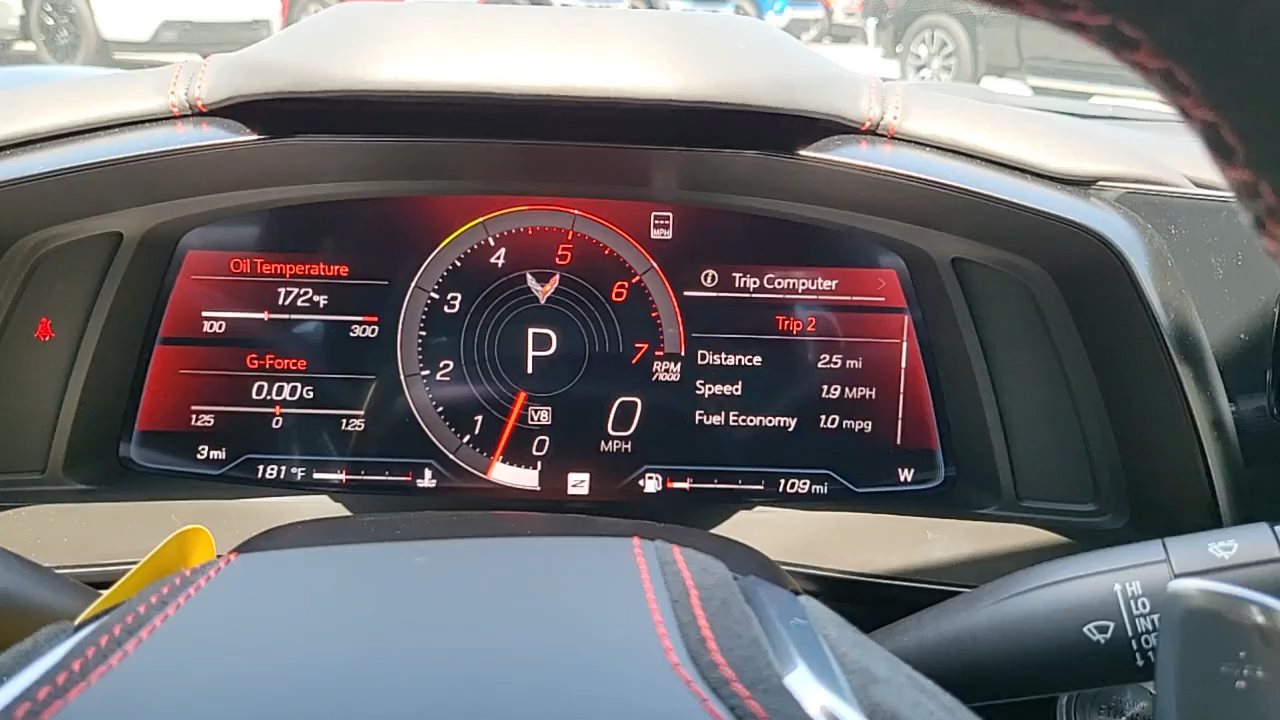 Oil Temperature
172°F
100 300
G-Force
0.00G
1.25 0 1.25
3mi
181 °F
4 5
3 6
2 7
1 0
P
V8
RPM
/1000
0
MPH
Z
---
MPH
Trip Computer >
Trip 2
Distance 2.5 mi
Speed 1.9 MPH
Fuel Economy 1.0 mpg
109mi
W
HI
LO
INT